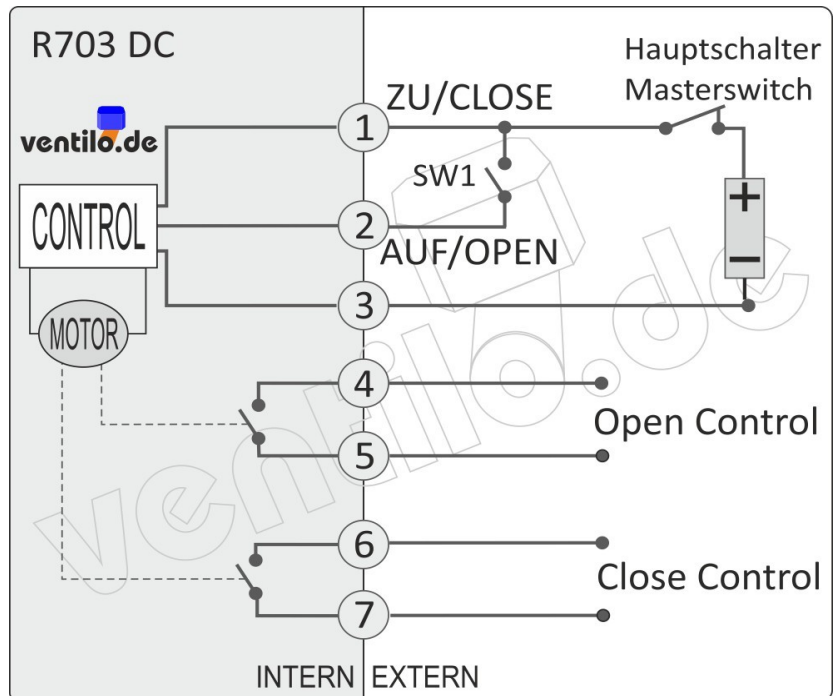 R703 DC
ventilo.de
Hauptschalter
Masterswitch
ZU/CLOSE
1
SW1
+
CONTROL
2
AUF/OPEN
−
3
MOTOR
4
Open Control
5
6
Close Control
7
INTERN EXTERN
ventilo.de